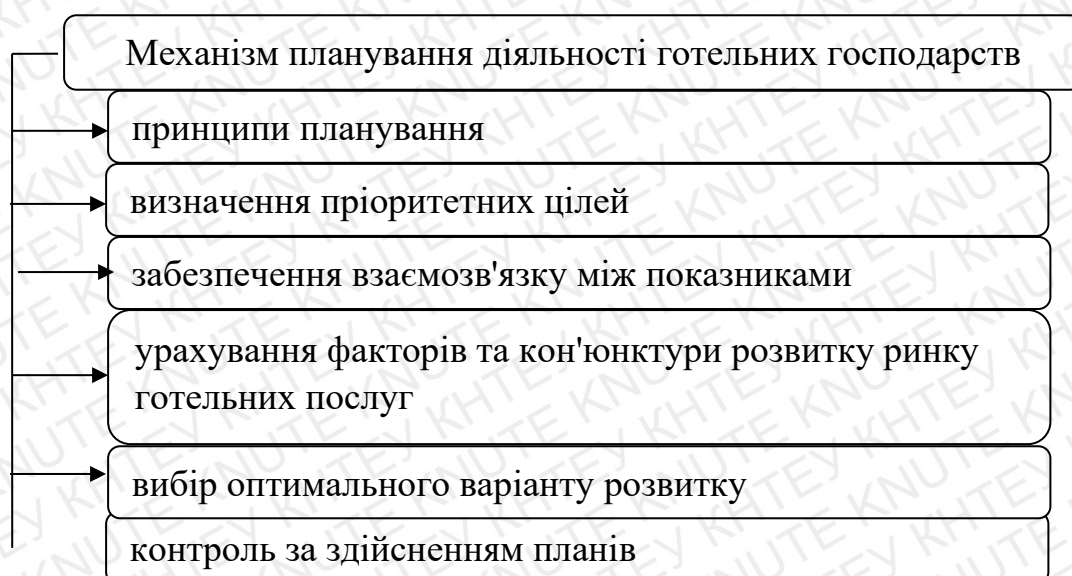 Механізм планування діяльності готельних господарств
принципи планування
визначення пріоритетних цілей
забезпечення взаємозв'язку між показниками
урахування факторів та кон'юнктури розвитку ринку
готельних послуг
вибір оптимального варіанту розвитку
контроль за здійсненням планів